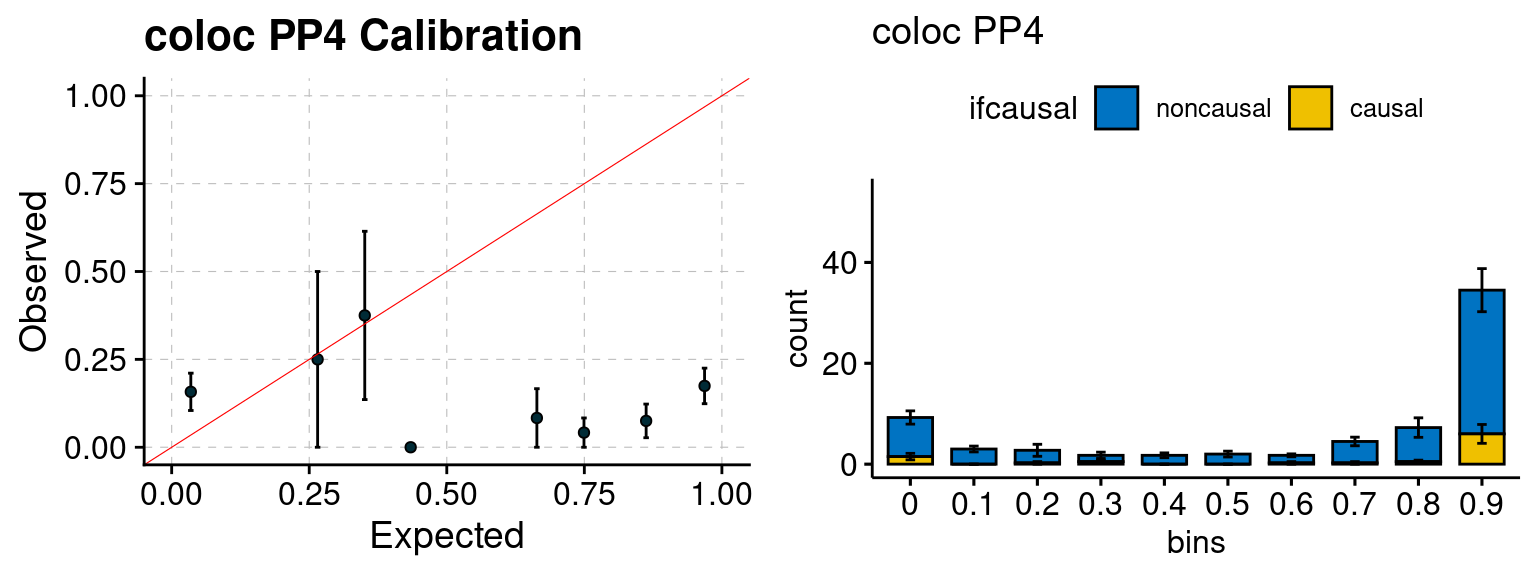 coloc PP4 Calibration
1.00
0.75
0.50
0.25
0.00
Observed
0.00 0.25 0.50 0.75 1.00
Expected
coloc PP4
ifcausal noncausal causal
40
20
0
count
0 0.1 0.2 0.3 0.4 0.5 0.6 0.7 0.8 0.9
bins